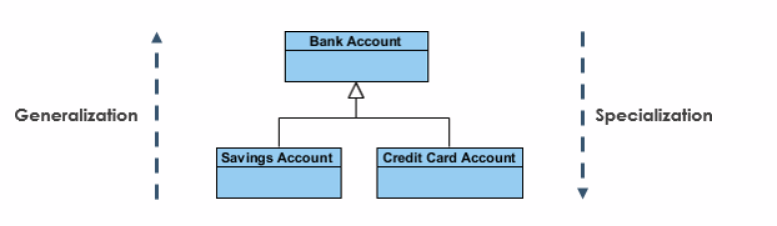 Bank Account
Generalization
Specialization
Savings Account
Credit Card Account